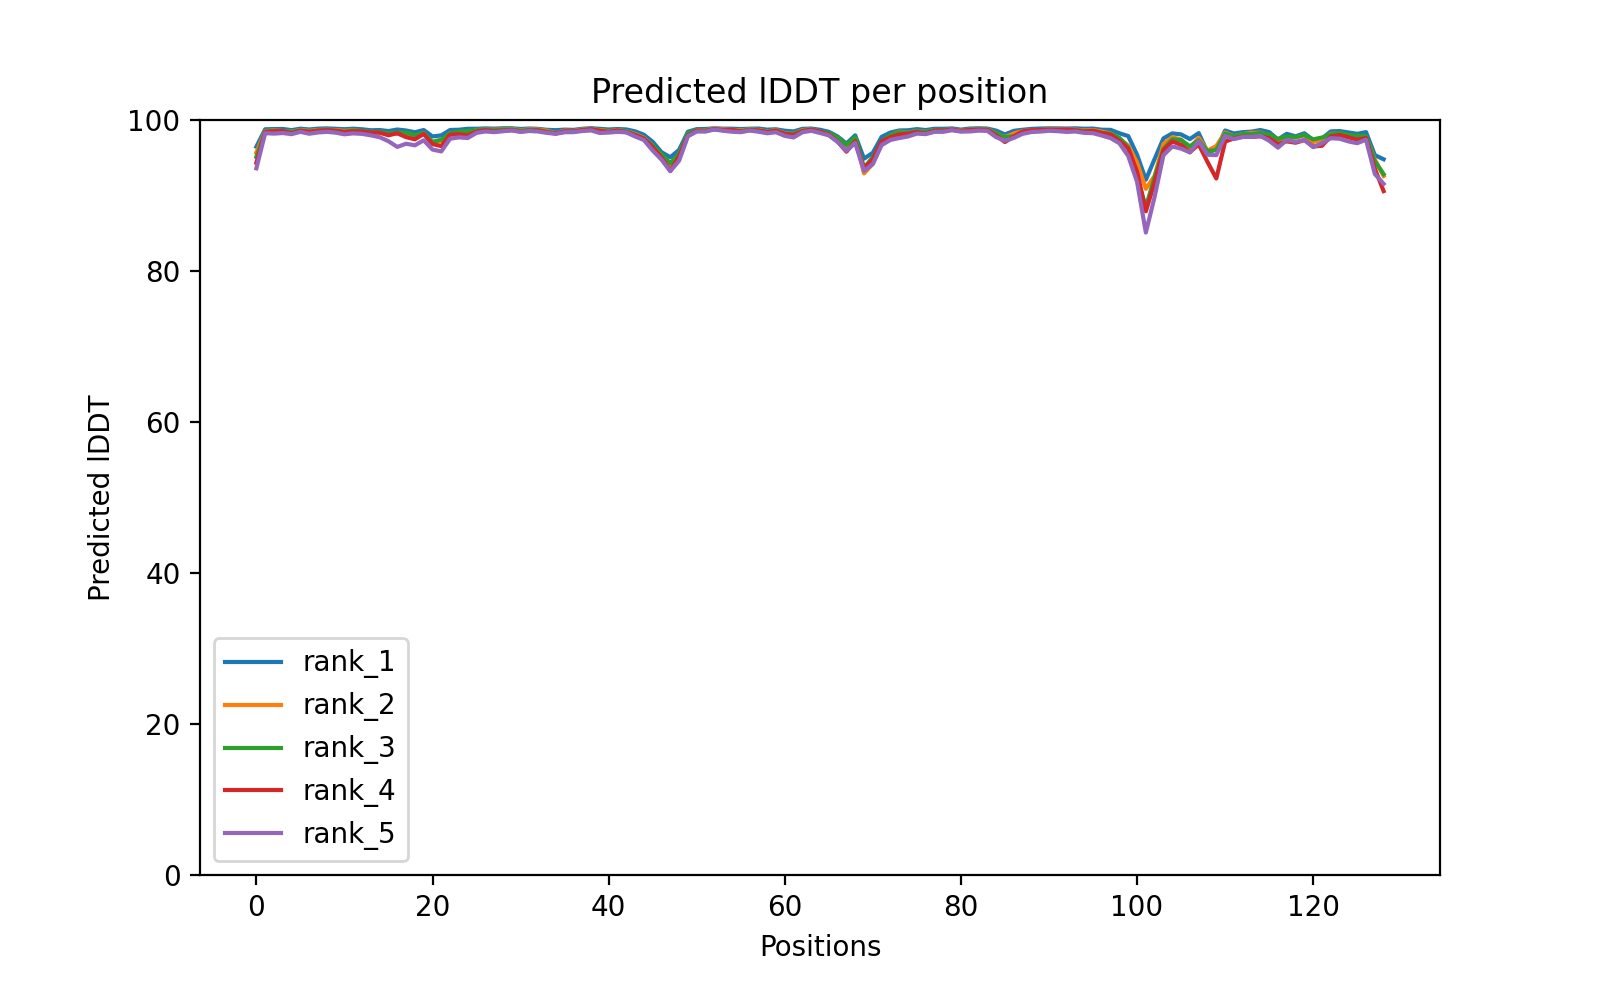 Predicted lDDT per position
100
80
60
40
20
0
Predicted lDDT
rank_1
rank_2
rank_3
rank_4
rank_5
0 20 40 60 80 100 120
Positions